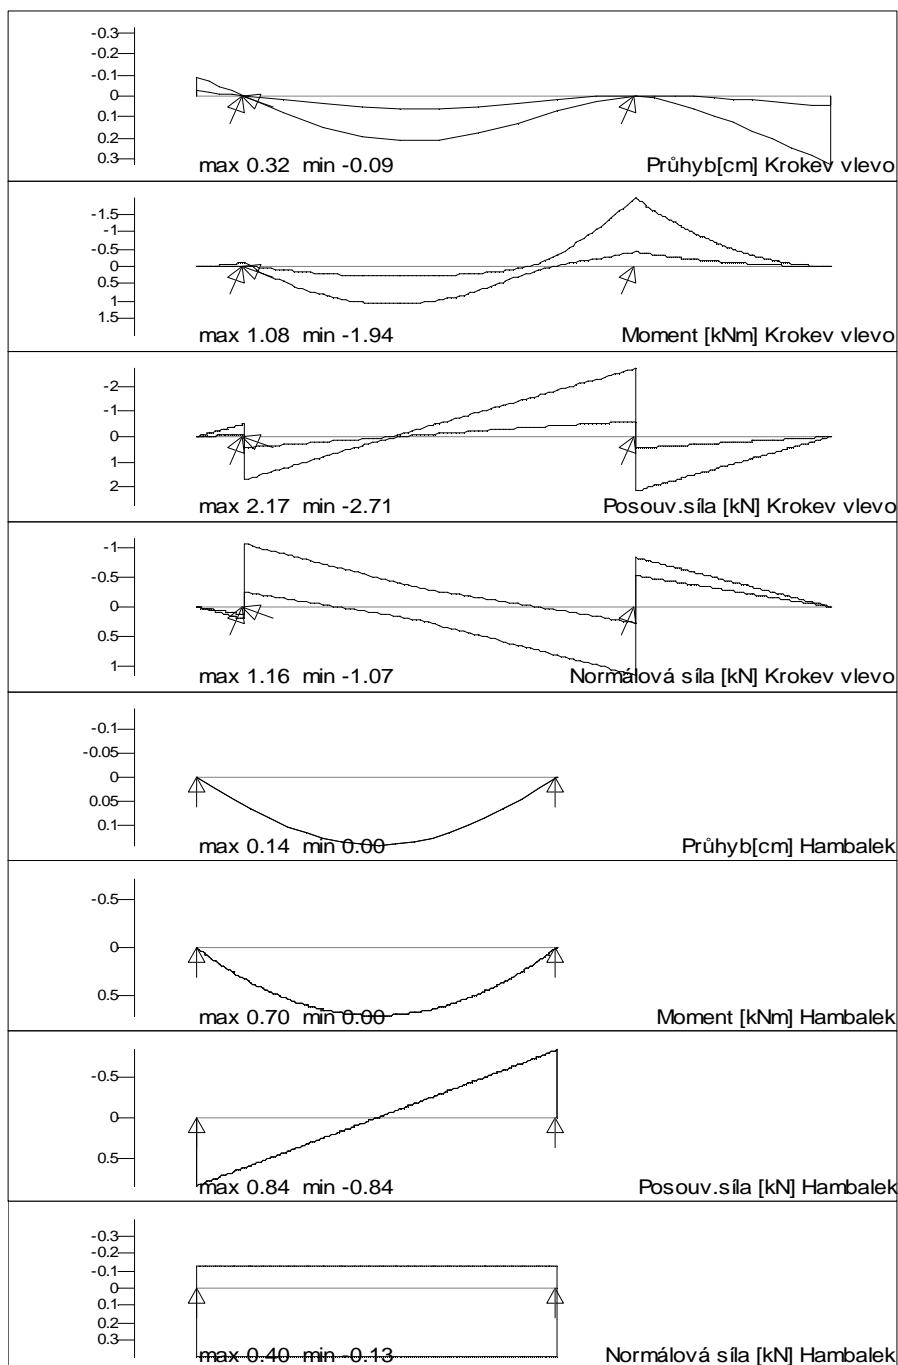 -0.3
-0.2
-0.1
0
0.1
0.2
0.3
max 0.32 min -0.09
Průhyb[cm] Krokev vlevo
-1.5
-1
-0.5
0
0.5
1
1.5
max 1.08 min -1.94
Moment [kNm] Krokev vlevo
-2
-1
0
1
2
max 2.17 min -2.71
Posouv.síla [kN] Krokev vlevo
-1
-0.5
0
0.5
1
max 1.16 min -1.07
Normálová síla [kN] Krokev vlevo
-0.1
-0.05
0
0.05
0.1
max 0.14 min 0.00
Průhyb[cm] Hambalek
-0.5
0
0.5
max 0.70 min 0.00
Moment [kNm] Hambalek
-0.5
0
0.5
max 0.84 min -0.84
Posouv.síla [kN] Hambalek
-0.3
-0.2
-0.1
0
0.1
0.2
0.3
max 0.40 min -0.13
Normálová síla [kN] Hambalek